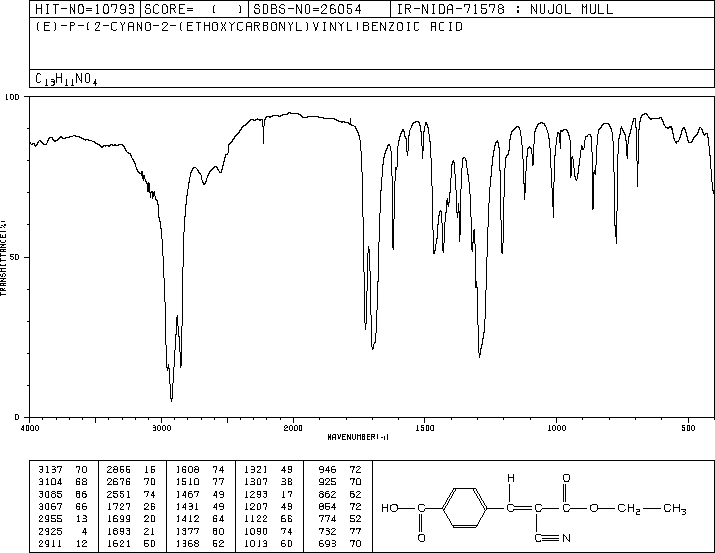 HIT-NO=10793 SCORE= ( ) SDBS-NO=26054 IR-NIDA-71578 : NUJOL MULL
(E)-P-(2-CYANO-2-(ETHOXYCARBONYL)VINYL)BENZOIC ACID
C13H11NO4
100
50
0
TRANSMITTANCE(%)
4000 3000 2000 1500 1000 500
WAVENUMBER(-1)
3137 70 2866 16 1608 74 1321 49 946 72
3104 68 2676 70 1510 77 1307 38 925 70
3085 66 2551 74 1467 49 1293 17 862 62
3067 66 1727 26 1431 49 1207 49 854 72
2955 13 1699 20 1412 64 1122 66 774 52
2925 4 1693 21 1377 60 1090 74 732 77
2911 12 1621 50 1368 52 1013 60 693 70
H O
HO C C C C O CH2 CH3
O C N